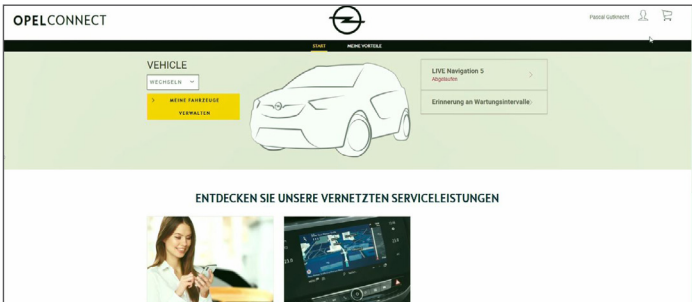 OPELCONNECT
Pascal Gutknecht
START MEINE VORTEILE
VEHICLE
WECHSELN
MEINE FAHRZEUGE
VERWALTEN
LIVE Navigation 5
Abgelaufen
Erinnerung an Wartungsintervalle
ENTDECKEN SIE UNSERE VERNETZTEN SERVICELEISTUNGEN